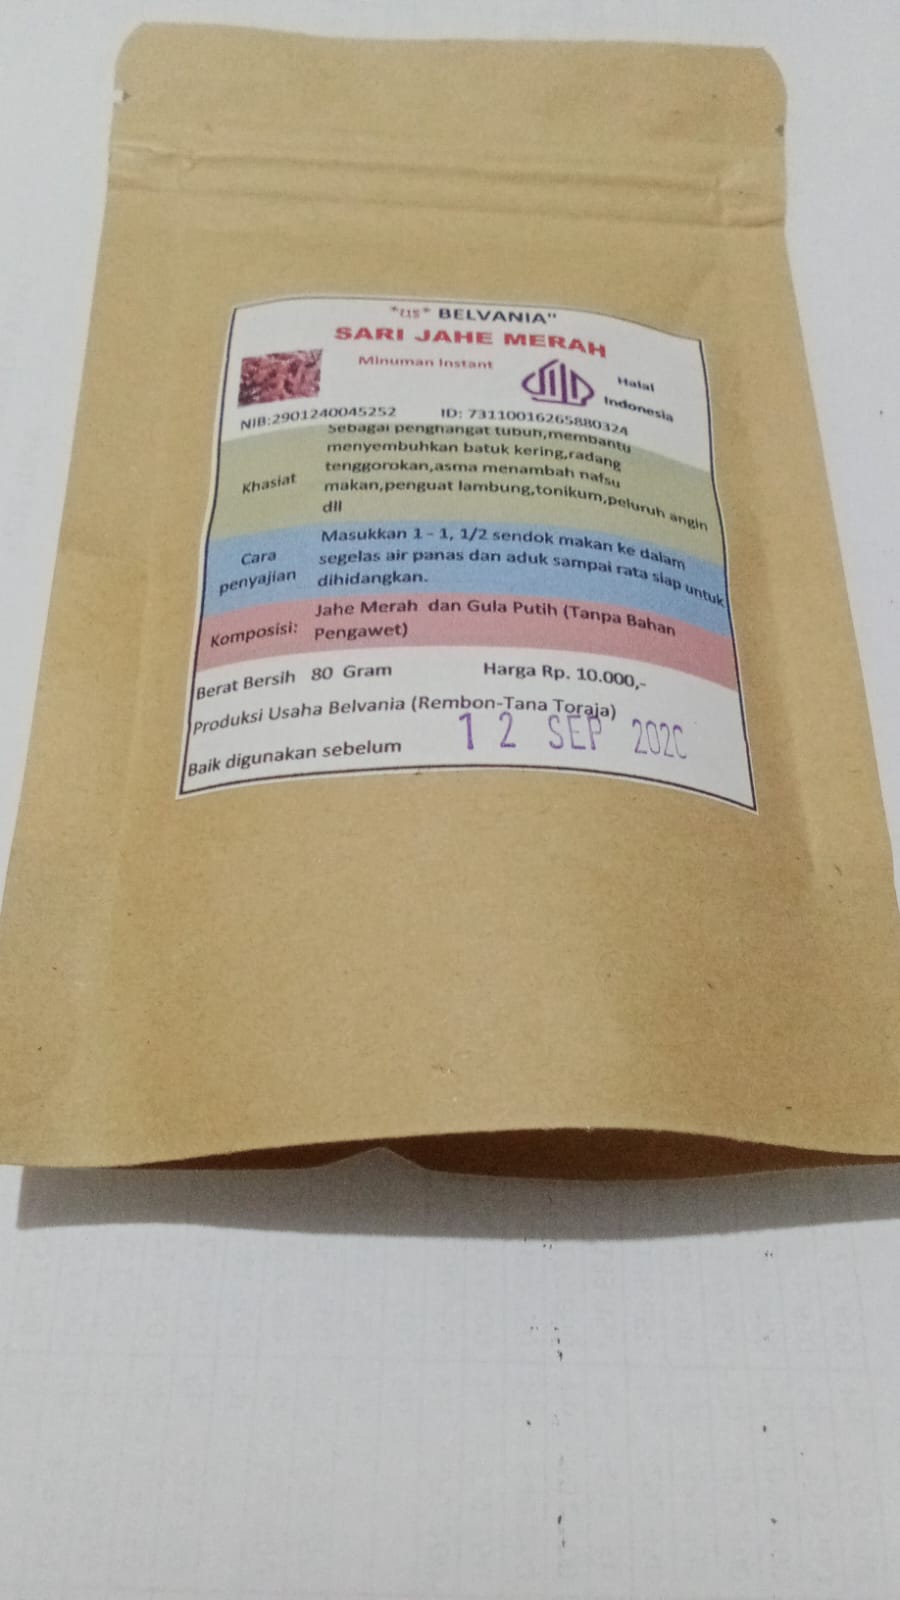 BELVANIA"
SARI JAHE MERAH
Minuman Instant
Halal
Indonesia
NIB:2901240045252 ID: 73110016265880324
Khasiat
Sebagai penghangat tubuh,membantu
menyembuhkan batuk kering,radang
tenggorokan,asma menambah nafsu
makan,penguat lambung,tonikum,peluruh angin
dll
Cara
penyajian
Masukkan 1 - 1, 1/2 sendok makan ke dalam
segelas air panas dan aduk sampai rata siap untuk
dihidangkan.
Komposisi:
Jahe Merah dan Gula Putih (Tanpa Bahan
Pengawet)
Berat Bersih 80 Gram Harga Rp. 10.000,-
Produksi Usaha Belvania (Rembon-Tana Toraja)
Baik digunakan sebelum 12 SEP